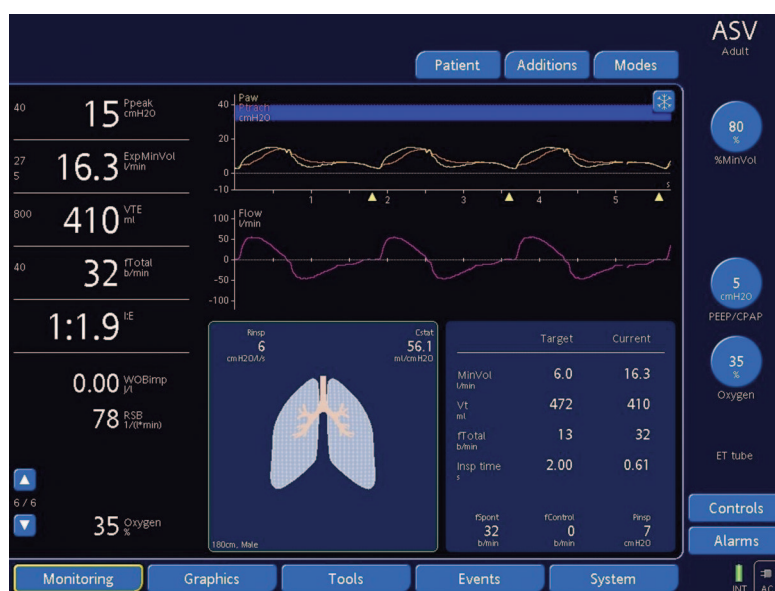 ASV
Adult
Patient Additions Modes
40 15 Ppeak cmH2O
27 5 16.3 ExpMinVol l/min
800 410 VTE ml
40 32 fTotal b/min
1:1.9 I:E
0.00 WOBimp J/l
78 RSB 1/(l*min)
6 / 6
35 Oxygen %
Paw
Ptrach
cmH2O
40
20
0
-10
1 2 3 4 5 s
Flow
l/min
100
50
0
-50
-100
Rinsp Cstat
6 56.1
cmH2O/l/s ml/cmH2O
180cm, Male
Target Current
MinVol l/min 6.0 16.3
Vt ml 472 410
fTotal b/min 13 32
Insp time s 2.00 0.61
fSpont fControl Pinsp
32 0 7
b/min b/min cmH2O
80
%
%MinVol
5
cmH2O
PEEP/CPAP
35
%
Oxygen
ET tube
Controls
Alarms
Monitoring Graphics Tools Events System
INT AC